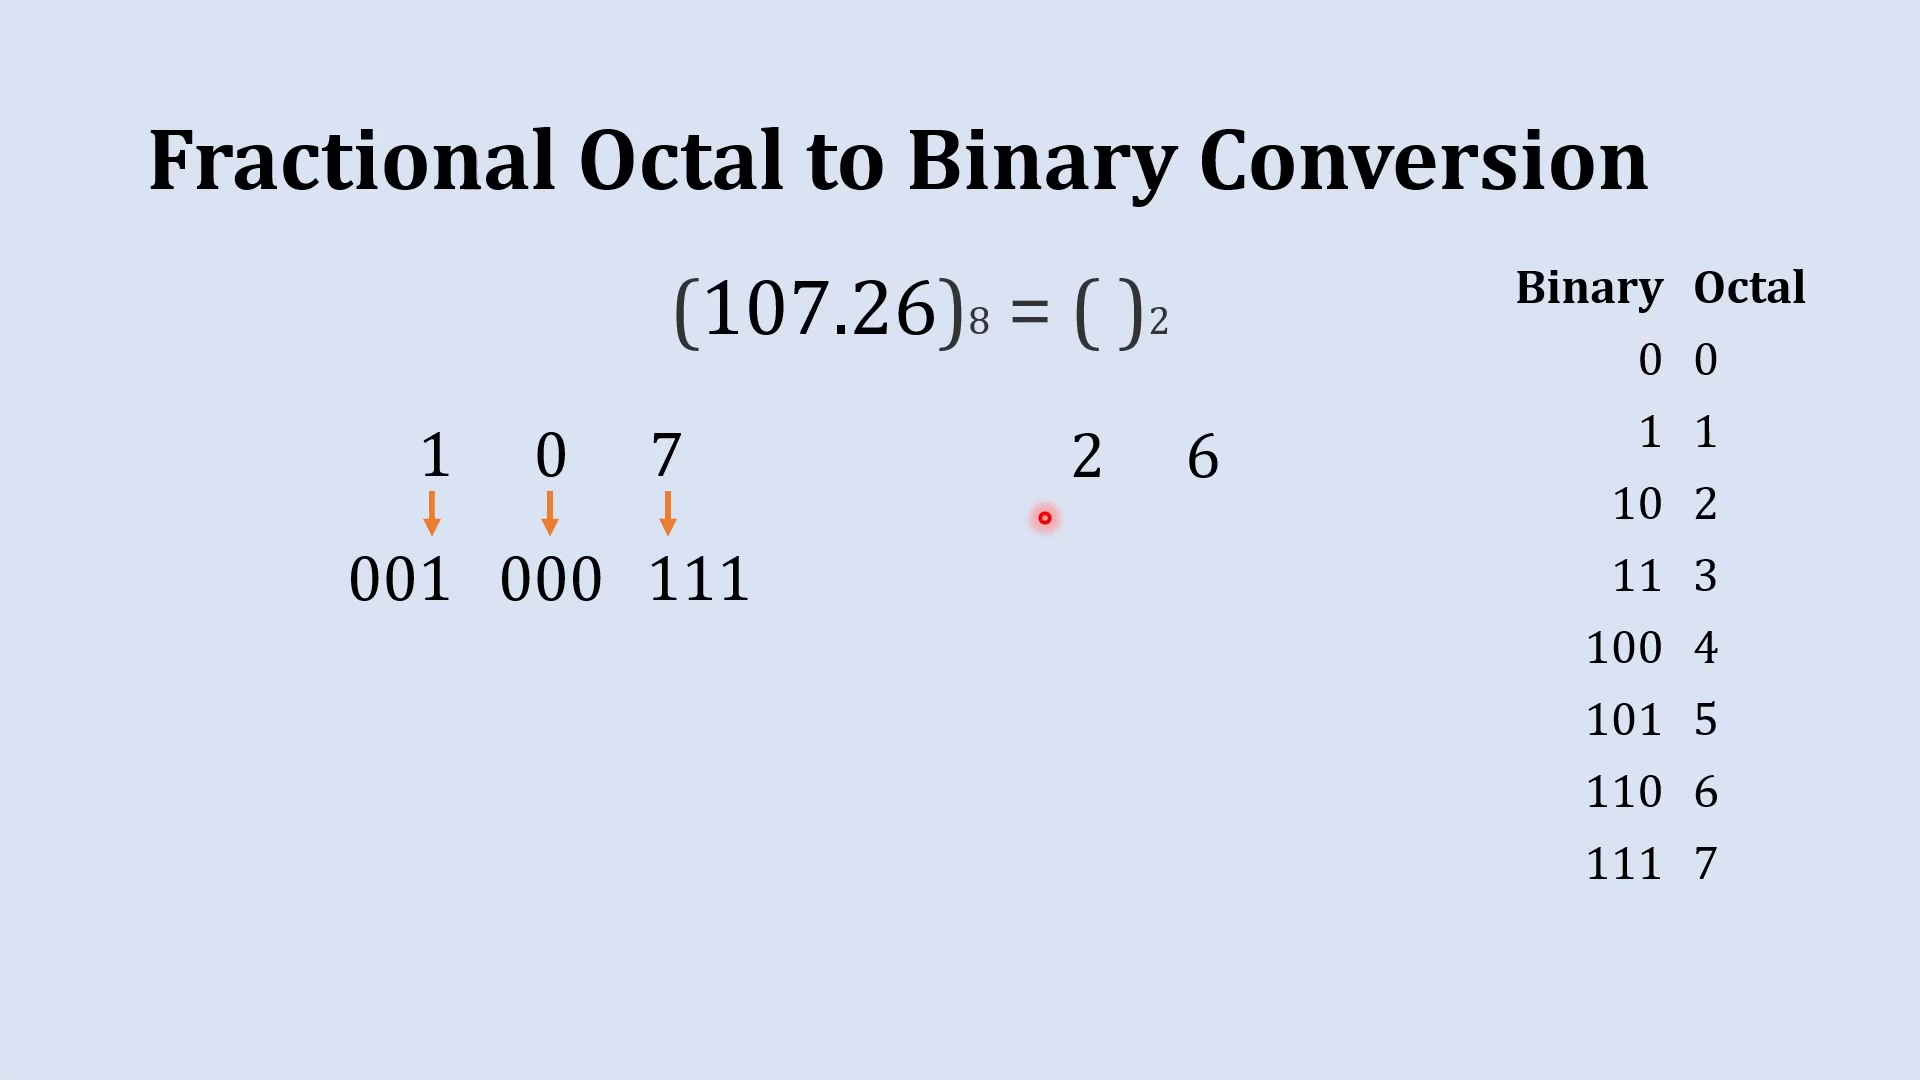 Fractional Octal to Binary Conversion
(107.26)8 = ( )2
1 0 7 2 6
001 000 111
Binary Octal
0 0
1 1
10 2
11 3
100 4
101 5
110 6
111 7